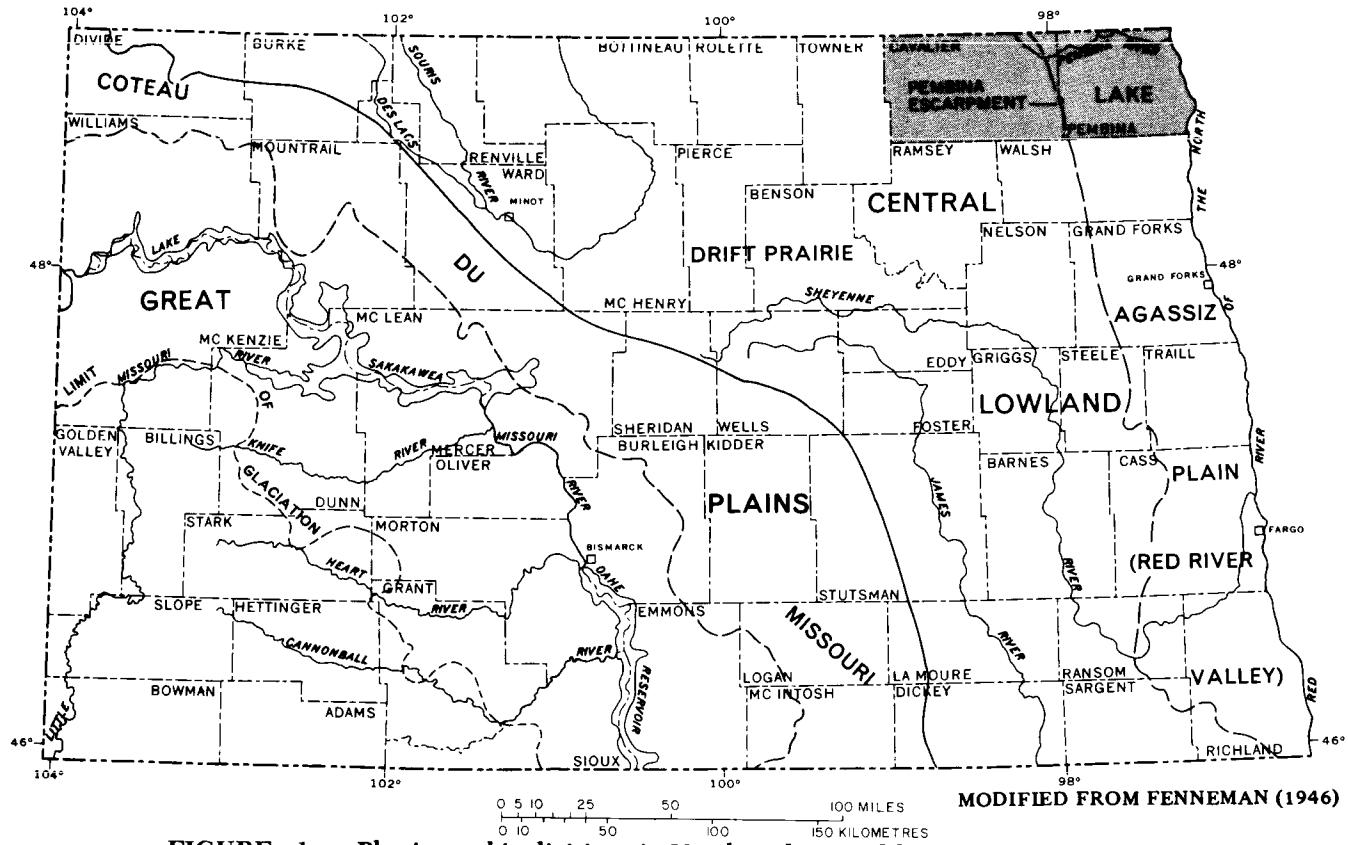 104° 102° 100° 98°
DIVIDE BURKE BOTTINEAU ROLETTE TOWNER CAVALIER
SOURIS
COTEAU
PEMBINA
ESCARPMENT
LAKE
DES LACS
WILLIAMS
PEMBINA
NORTH
MOUNTRAIL RENVILLE PIERCE RAMSEY WALSH
WARD
RIVER
MINOT
BENSON
THE
CENTRAL
NELSON GRAND FORKS
LAKE
DU
DRIFT PRAIRIE
48° 48°
GRAND FORKS
GREAT
MC HENRY
SHEYENNE
OF
MC LEAN
AGASSIZ
MC KENZIE
RIVER
SAKAKAWEA
EDDY GRIGGS STEELE TRAILL
LIMIT
MISSOURI
OF
LOWLAND
GOLDEN
VALLEY
BILLINGS
KNIFE
RIVER
MERCER
OLIVER
MISSOURI
SHERIDAN WELLS FOSTER
BURLEIGH KIDDER
RIVER
BARNES CASS
GLACIATION
DUNN
RIVER
PLAINS
JAMES
PLAIN
STARK MORTON
FARGO
BISMARCK
HEART
OAHE
RIVER
(RED RIVER
GRANT
SLOPE HETTINGER
RIVER
EMMONS
STUTSMAN
CANNONBALL
RIVER
MISSOURI
RIVER
LOGAN
MC INTOSH
LA MOURE
DICKEY
RANSOM
SARGENT
VALLEY)
BOWMAN
RESERVOIR
RED
LITTLE
ADAMS
46° 46°
SIOUX
RICHLAND
104° 102° 100° 98°
0 5 10 25 50 100 MILES
0 10 50 100 150 KILOMETRES
MODIFIED FROM FENNEMAN (1946)